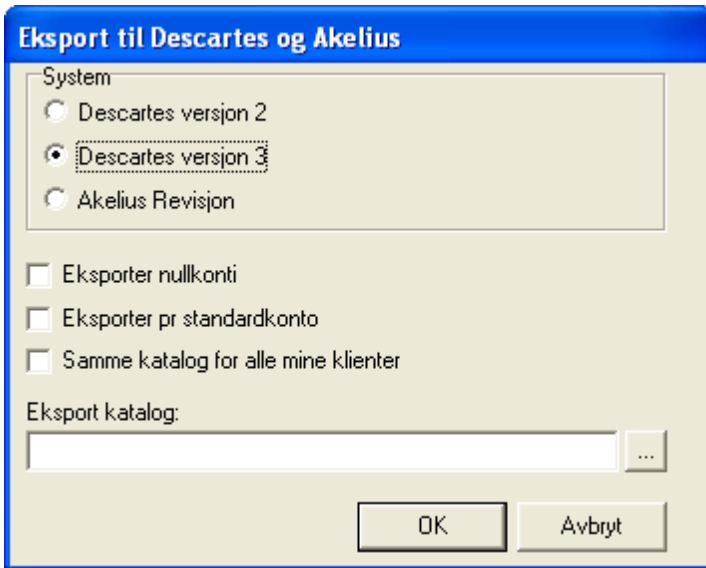 Eksport til Descartes og Akelius
System
Descartes versjon 2
Descartes versjon 3
Akelius Revisjon
Eksporter nullkonti
Eksporter pr standardkonto
Samme katalog for alle mine klienter
Eksport katalog:
...
OK Avbryt